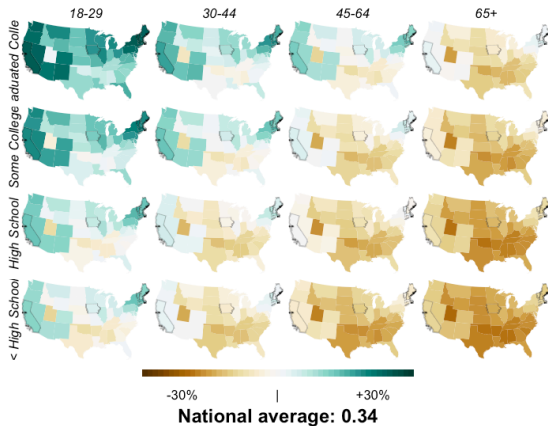 18-29 30-44 45-64 65+
aduated Colle
Some College
High School
< High School
-30% | +30%
National average: 0.34